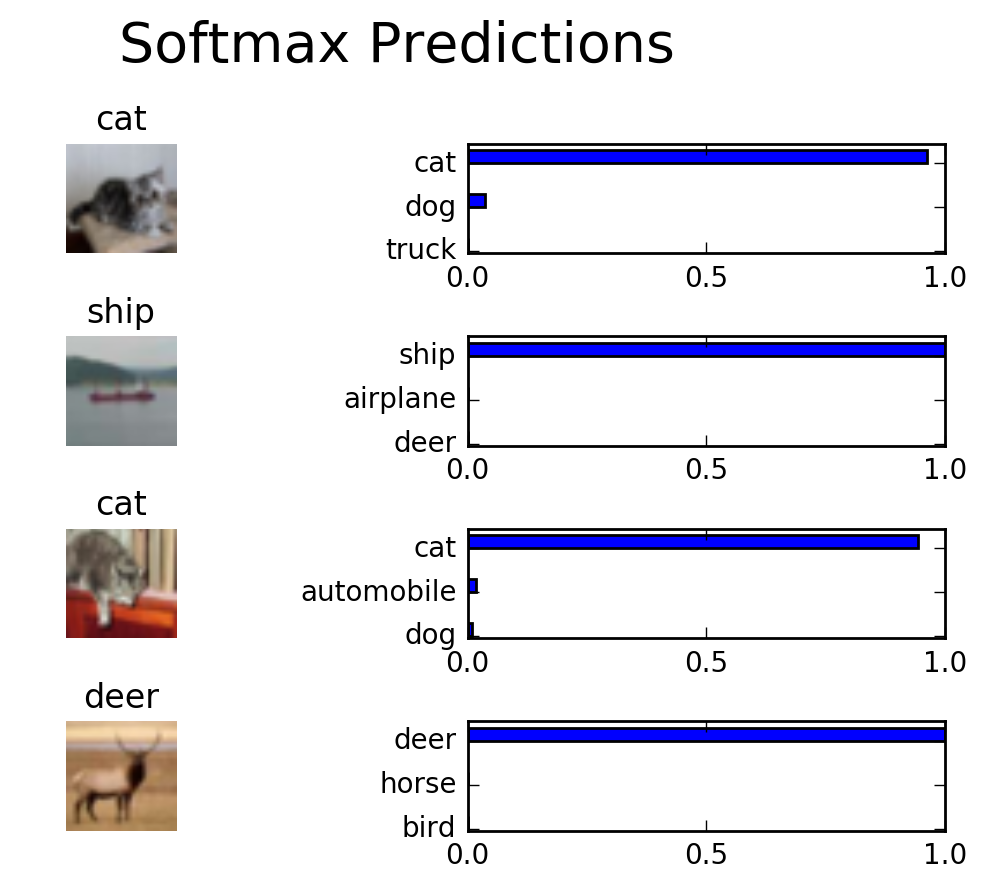 Softmax Predictions
cat
cat
dog
truck
0.0 0.5 1.0
ship
ship
airplane
deer
0.0 0.5 1.0
cat
cat
automobile
dog
0.0 0.5 1.0
deer
deer
horse
bird
0.0 0.5 1.0